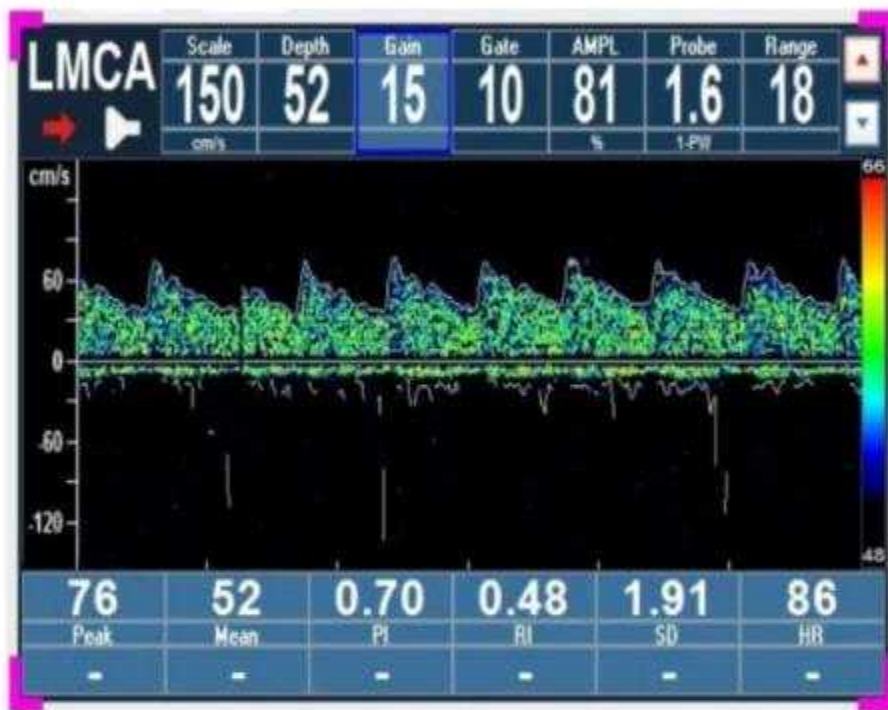 LMCA
Scale Depth Gain Gate AMPL Probe Range
150 52 15 10 81 1.6 18
cm/s % 1-PW
cm/s
66
60
0
-60
-120
48
76 52 0.70 0.48 1.91 86
Peak Mean PI RI SD HR
- - - - - -